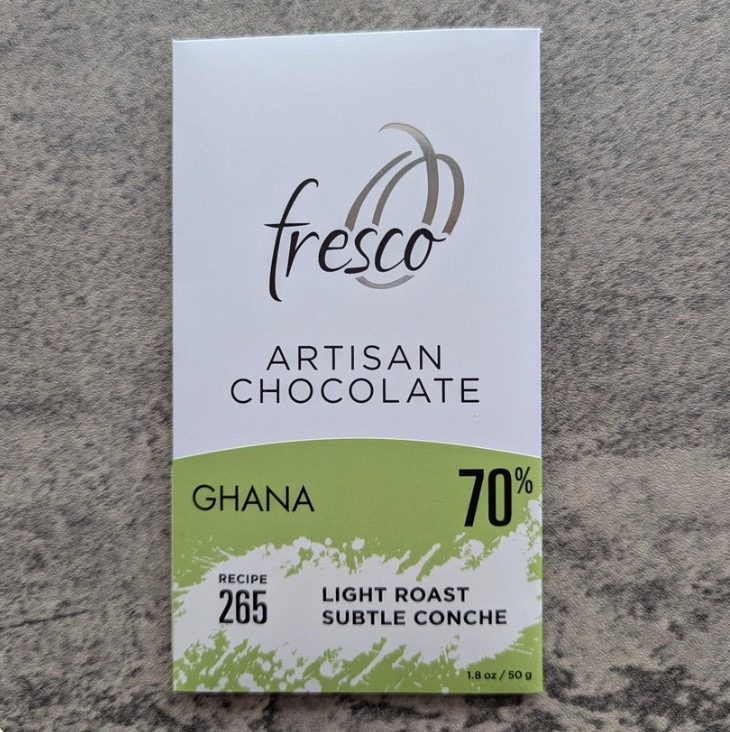 fresco
ARTISAN
CHOCOLATE
GHANA
70%
RECIPE
265
LIGHT ROAST
SUBTLE CONCHE
1.8 oz / 50 g